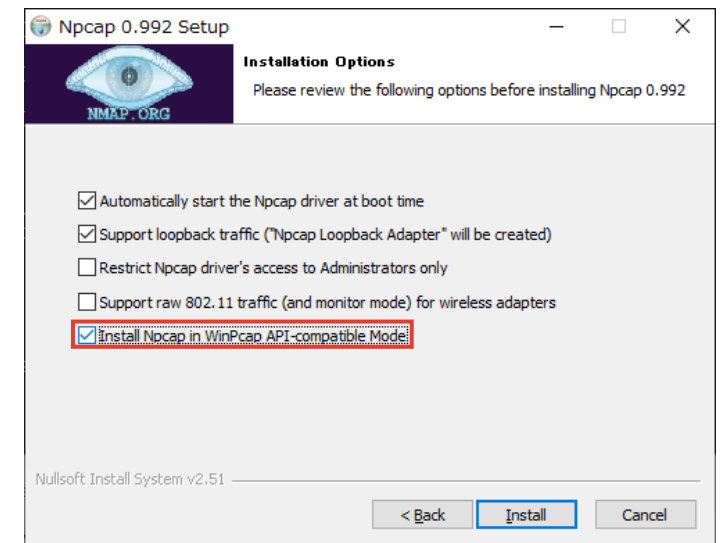 Npcap 0.992 Setup
NMAP.ORG
Installation Options
Please review the following options before installing Npcap 0.992
Automatically start the Npcap driver at boot time
Support loopback traffic ("Npcap Loopback Adapter" will be created)
Restrict Npcap driver's access to Administrators only
Support raw 802.11 traffic (and monitor mode) for wireless adapters
Install Npcap in WinPcap API-compatible Mode
Nullsoft Install System v2.51
< Back
Install
Cancel